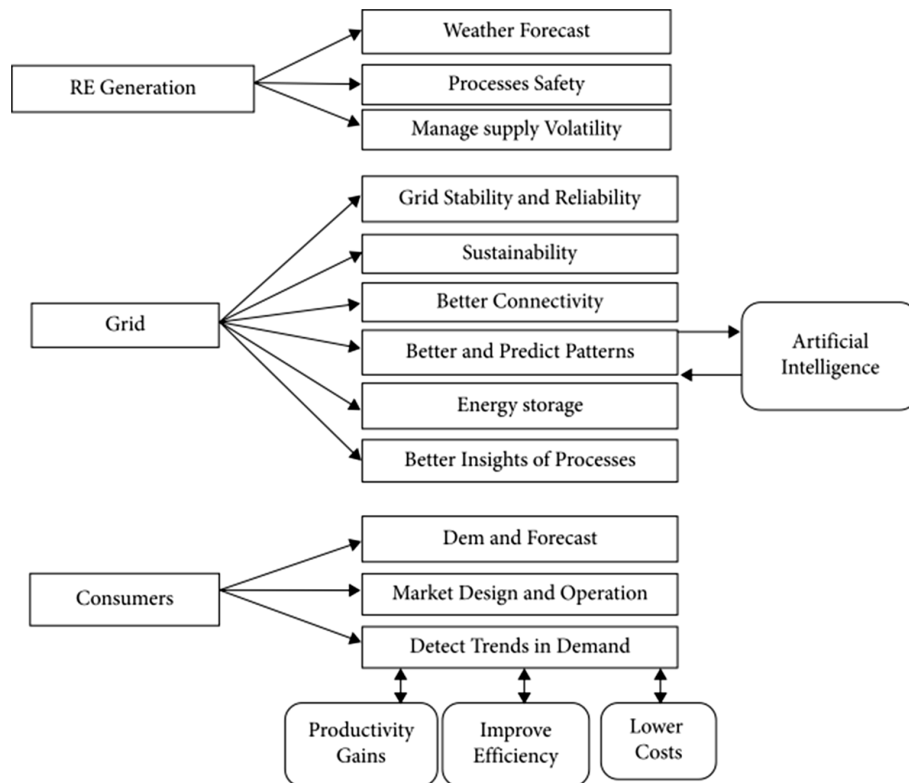 Weather Forecast
RE Generation
Processes Safety
Manage supply Volatility
Grid Stability and Reliability
Sustainability
Better Connectivity
Grid
Better and Predict Patterns
Artificial
Intelligence
Energy storage
Better Insights of Processes
Dem and Forecast
Consumers
Market Design and Operation
Detect Trends in Demand
Productivity
Gains
Improve
Efficiency
Lower
Costs